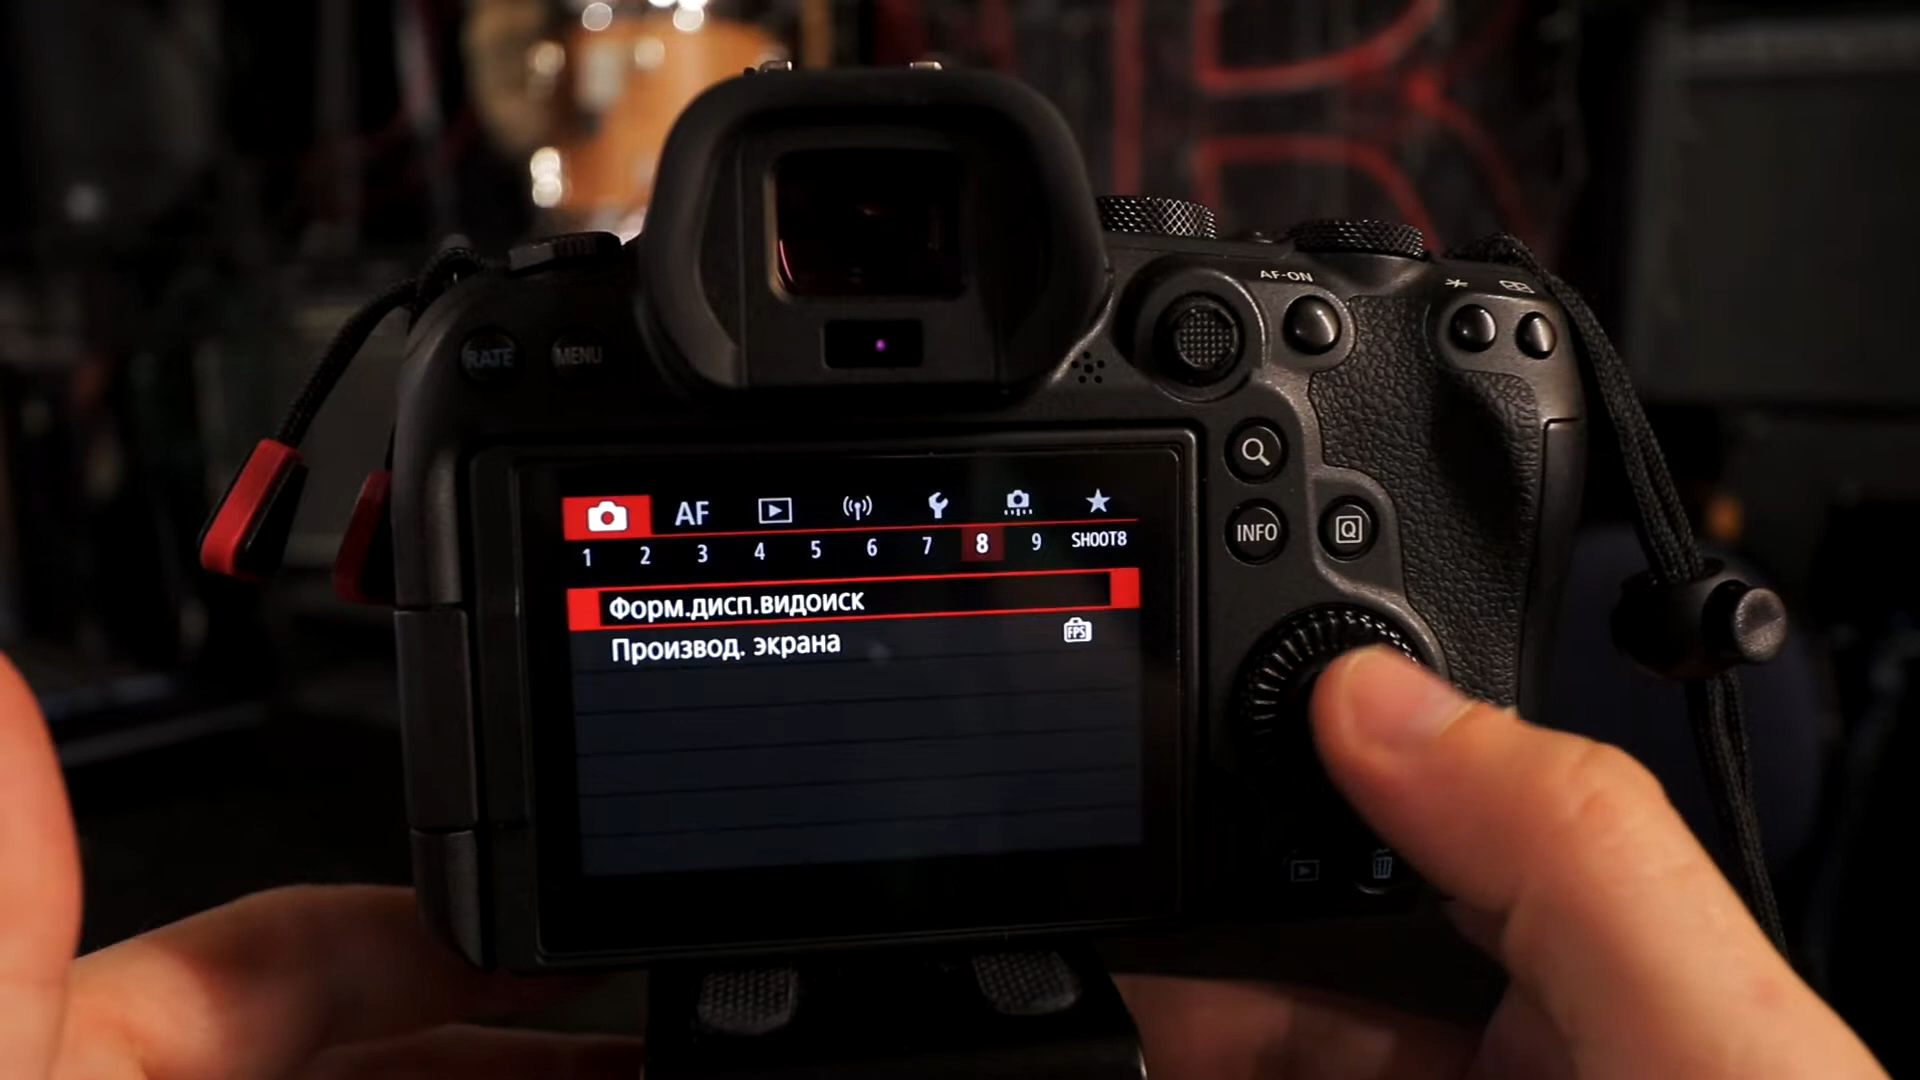 AF-ON
RATE MENU
AF
1 2 3 4 5 6 7 8 9 SHOOT8
Форм.дисп.видоиск
Производ. экрана
FPS
INFO
Q